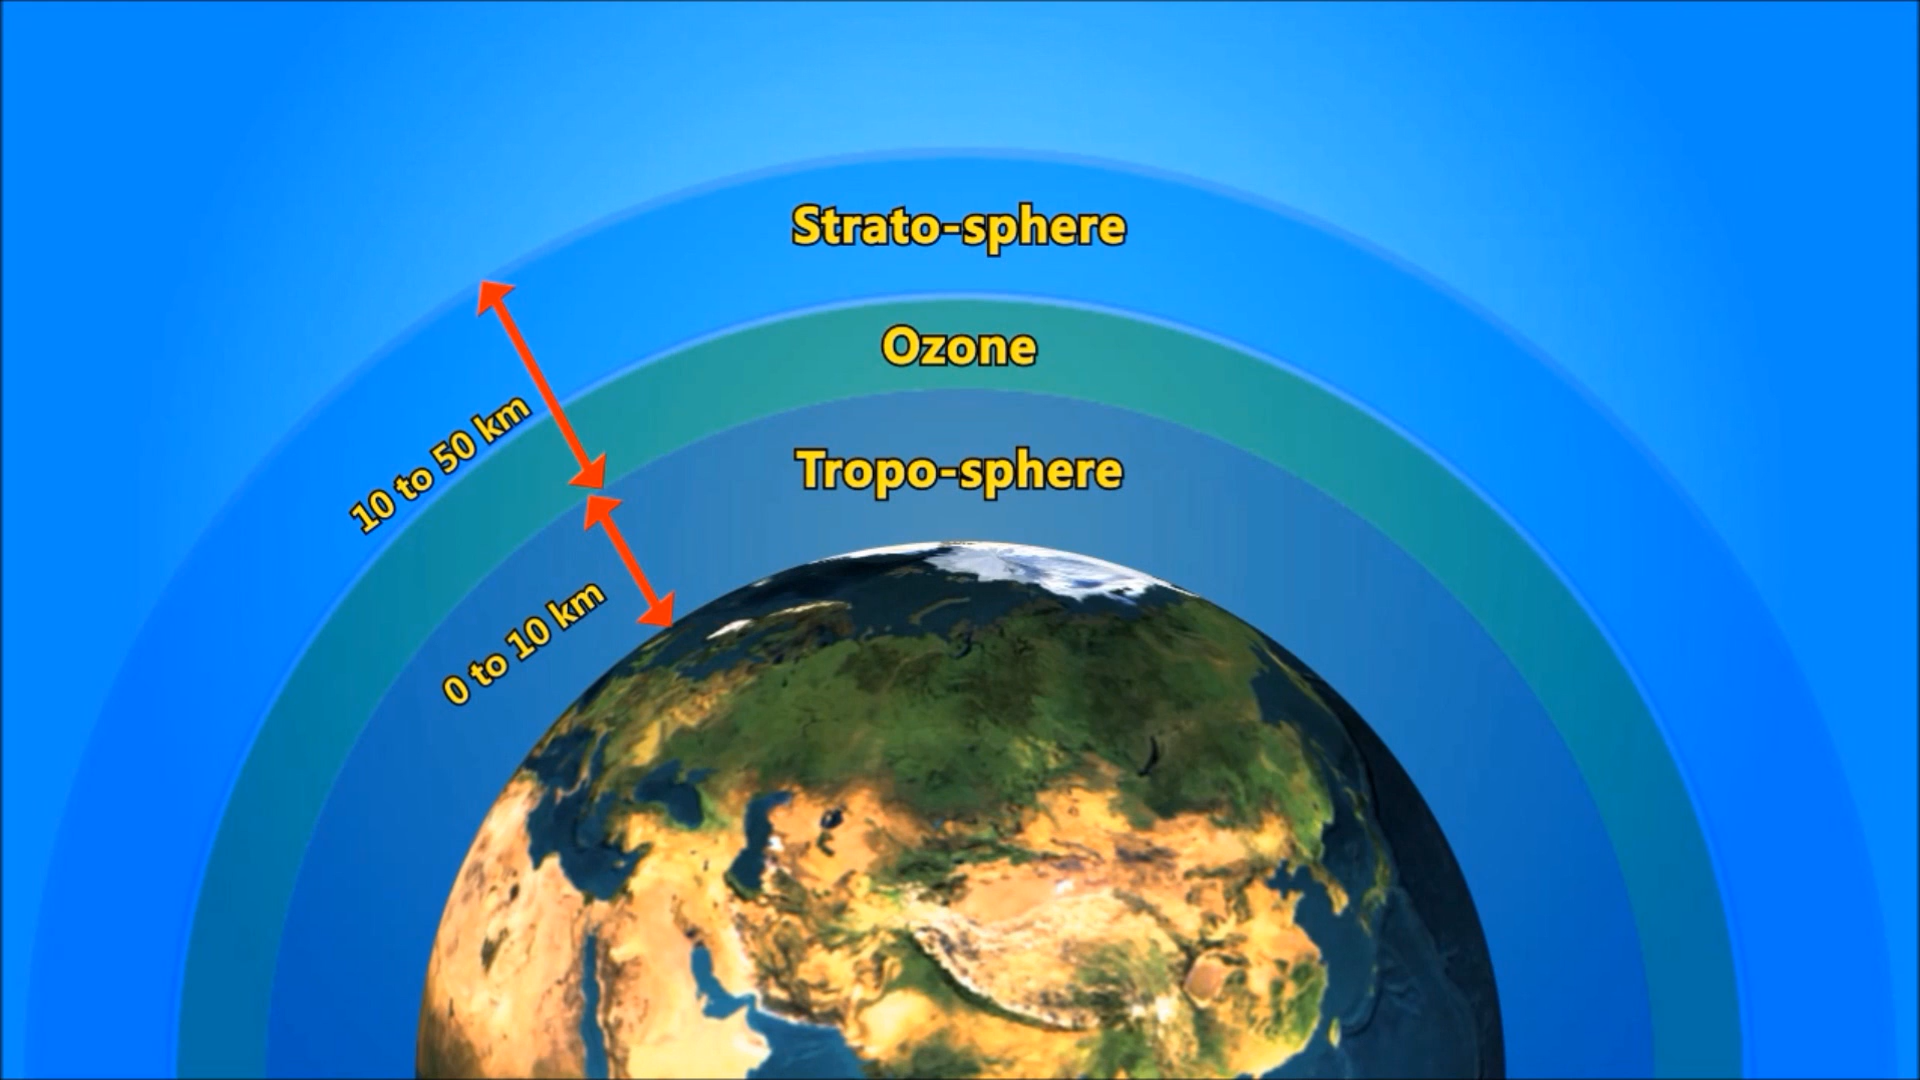 Strato-sphere
Ozone
10 to 50 km
Tropo-sphere
0 to 10 km